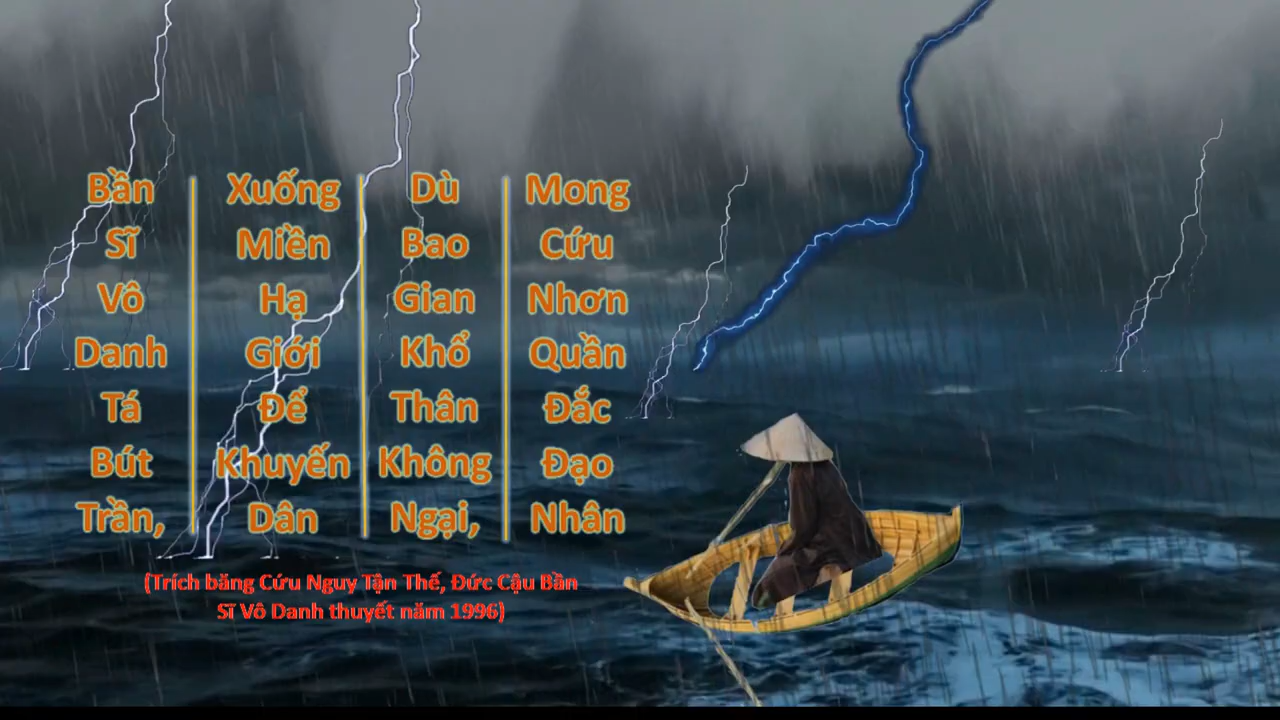 Bần Sĩ Vô Danh Tá Bút Trần,
Xuống Miền Hạ Giới Để Khuyến Dân
Dù Bao Gian Khổ Thân Không Ngại,
Mong Cứu Nhơn Quần Đắc Đạo Nhân
(Trích băng Cứu Nguy Tận Thế, Đức Cậu Bần
Sĩ Vô Danh thuyết năm 1996)